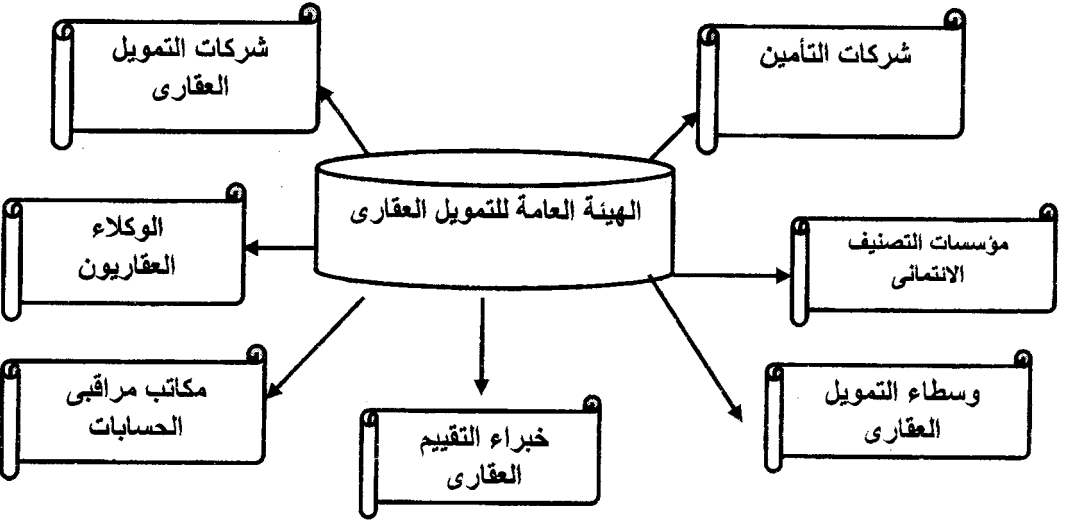 شركات التأمين
شركات التمويل
العقارى
الهيئة العامة للتمويل العقارى
مؤسسات التصنيف
الائتمانى
الوكلاء
العقاريون
وسطاء التمويل
العقارى
مكاتب مراقبى
الحسابات
خبراء التقييم
العقارى